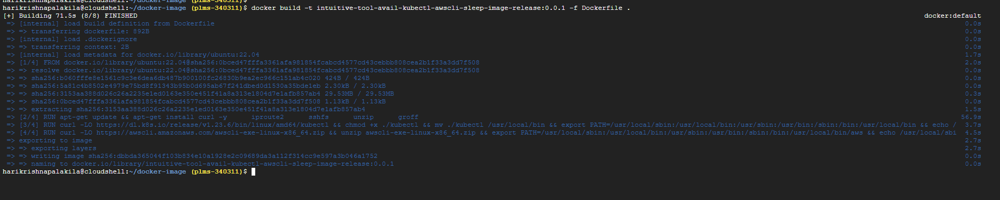 harikrishnapalakila@cloudshell:~/docker-image (plms-340311)$
harikrishnapalakila@cloudshell:~/docker-image (plms-340311)$ docker build -t intuitive-tool-avail-kubectl-awscli-sleep-image-release:0.0.1 -f Dockerfile .
[+] Building 71.5s (8/8) FINISHED docker:default
=> [internal] load build definition from Dockerfile 0.0s
=> => transferring dockerfile: 892B 0.0s
=> [internal] load .dockerignore 0.0s
=> => transferring context: 2B 0.0s
=> [internal] load metadata for docker.io/library/ubuntu:22.04 1.7s
=> [1/4] FROM docker.io/library/ubuntu:22.04@sha256:0bced47fffa3361afa981854fcabcd4577cd43cebbb808cea2b1f33a3dd7f508 2.0s
=> => resolve docker.io/library/ubuntu:22.04@sha256:0bced47fffa3361afa981854fcabcd4577cd43cebbb808cea2b1f33a3dd7f508 0.0s
=> => sha256:b060fffe8e1561c9c3e6dea6db487b900100fc26830b9ea2ec966c151ab4c020 424B / 424B 0.0s
=> => sha256:5a81c4b8502e4979e75bd8f91343b95b0d695ab67f241dbed0d1530a35bde1eb 2.30kB / 2.30kB 0.0s
=> => sha256:3153aa388d026c26a2235e1ed0163e350e451f41a8a313e1804d7e1afb857ab4 29.53MB / 29.53MB 0.3s
=> => sha256:0bced47fffa3361afa981854fcabcd4577cd43cebbb808cea2b1f33a3dd7f508 1.13kB / 1.13kB 0.0s
=> => extracting sha256:3153aa388d026c26a2235e1ed0163e350e451f41a8a313e1804d7e1afb857ab4 1.5s
=> [2/4] RUN apt-get update && apt-get install curl -y      iproute2      sshfs      unzip      groff 56.9s
=> [3/4] RUN curl -LO https://dl.k8s.io/release/v1.23.6/bin/linux/amd64/kubectl && chmod +x ./kubectl && mv ./kubectl /usr/local/bin && export PATH=/usr/local/sbin:/usr/local/bin:/usr/sbin:/usr/bin:/sbin:/bin:/usr/local/bin && echo / 3.7s
=> [4/4] RUN curl -LO https://awscli.amazonaws.com/awscli-exe-linux-x86_64.zip && unzip awscli-exe-linux-x86_64.zip && export PATH=/usr/local/sbin:/usr/local/bin:/usr/sbin:/usr/bin:/sbin:/bin:/usr/local/bin/aws && echo /usr/local/sbi 4.5s
=> exporting to image 2.7s
=> => exporting layers 2.7s
=> => writing image sha256:dbbda365044f103b834e10a1928e2c09689da3a112f314cc9e597a3b046a1752 0.0s
=> => naming to docker.io/library/intuitive-tool-avail-kubectl-awscli-sleep-image-release:0.0.1 0.0s
harikrishnapalakila@cloudshell:~/docker-image (plms-340311)$